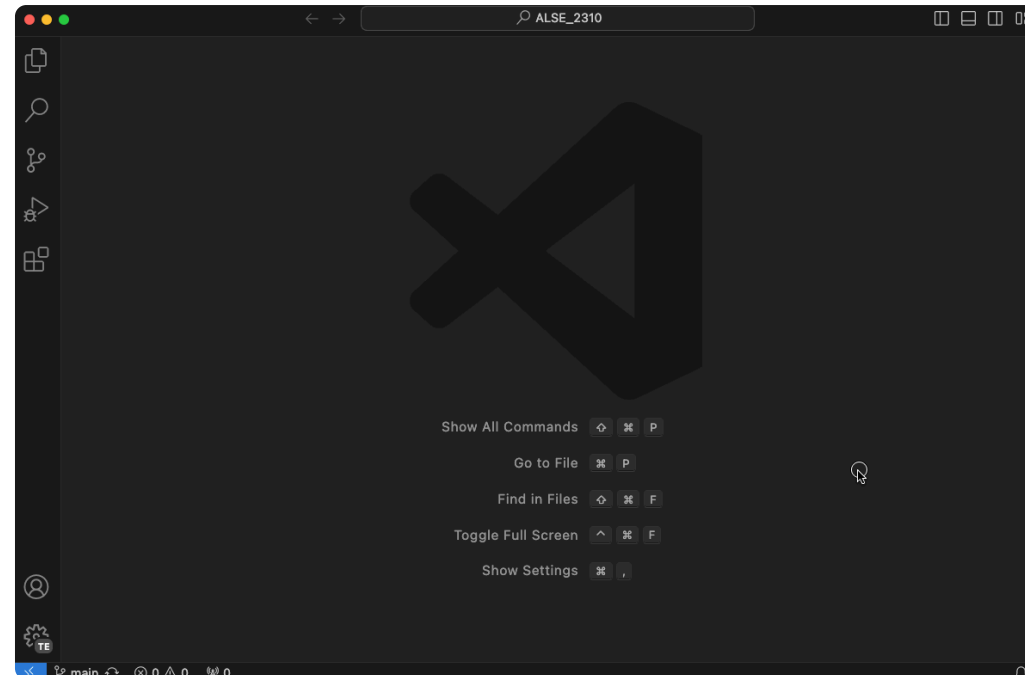 ALSE_2310
Show All Commands ⇧ ⌘ P
Go to File ⌘ P
Find in Files ⇧ ⌘ F
Toggle Full Screen ^ ⌘ F
Show Settings ⌘ ,
TE
main 0 0 0